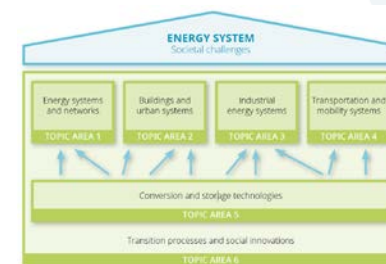 ENERGY SYSTEM
Societal challenges
Energy systems
and networks
TOPIC AREA 1
Buildings and
urban systems
TOPIC AREA 2
Industrial
energy systems
TOPIC AREA 3
Transportation and
mobility systems
TOPIC AREA 4
Conversion and storage technologies
TOPIC AREA 5
Transition processes and social innovations
TOPIC AREA 6